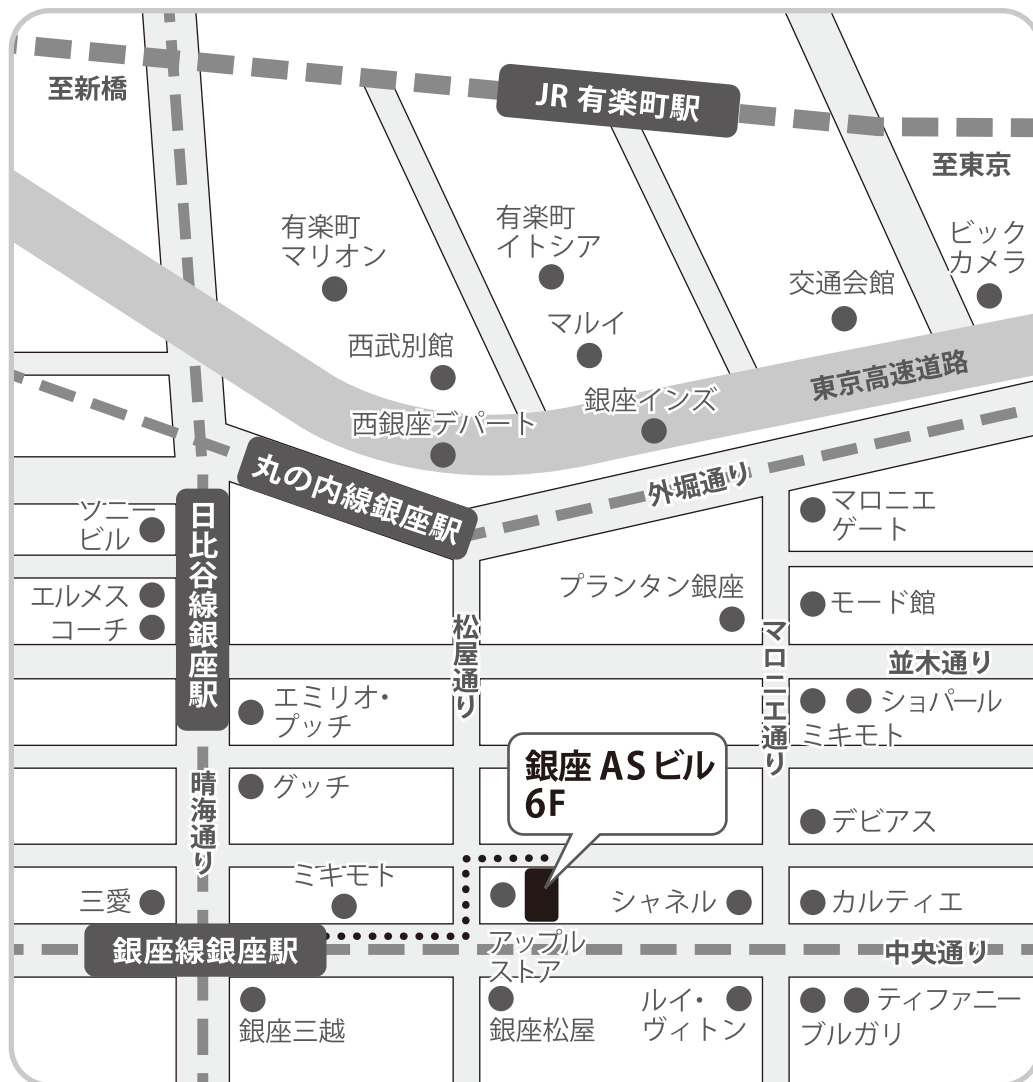 JR 有楽町駅
至新橋
至東京
有楽町
マリオン
有楽町
イトシア
ビック
カメラ
交通会館
マルイ
西武別館
東京高速道路
銀座インズ
西銀座デパート
丸の内線銀座駅
外堀通り
ソニー
ビル
日比谷線銀座駅
マロニエ
ゲート
エルメス
コーチ
プランタン銀座
モード館
松屋通り
マロニエ通り
並木通り
エミリオ・
プッチ
ショパール
ミキモト
銀座 AS ビル
6F
晴海通り
グッチ
デビアス
ミキモト
三愛
シャネル
カルティエ
銀座線銀座駅
アップル
ストア
中央通り
銀座三越
銀座松屋
ルイ・
ヴィトン
ティファニー
ブルガリ